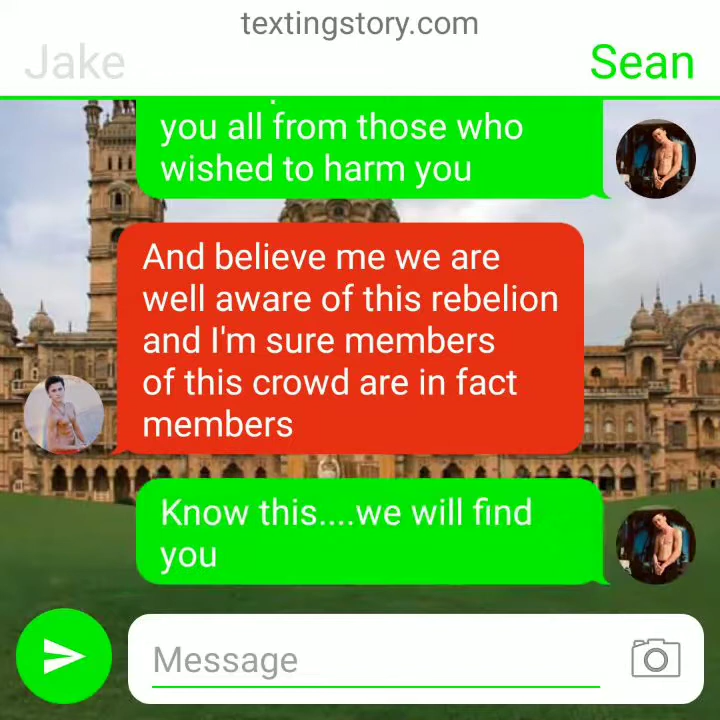 textingstory.com
Jake
Sean
you all from those who
wished to harm you
And believe me we are
well aware of this rebelion
and I'm sure members
of this crowd are in fact
members
Know this....we will find
you
Message